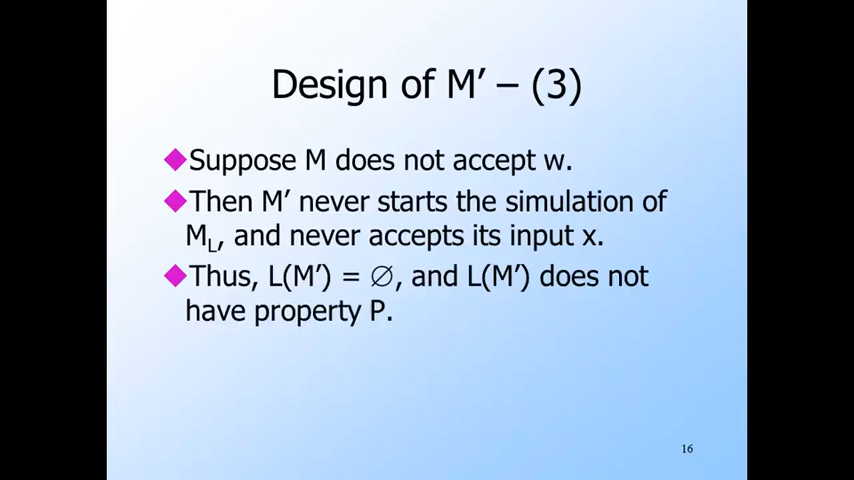 Design of M’ – (3)
◆Suppose M does not accept w.
◆Then M’ never starts the simulation of
M_L, and never accepts its input x.
◆Thus, L(M’) = ∅, and L(M’) does not
have property P.
16